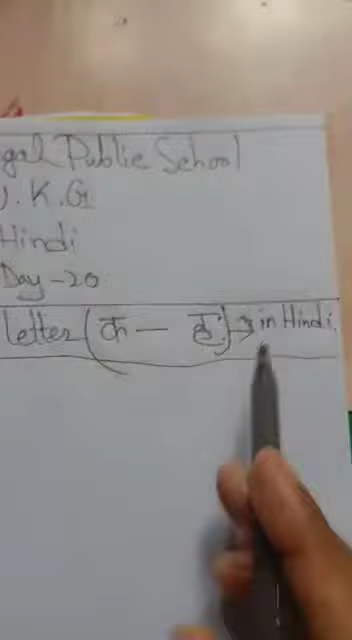 Public School
K.G
Hindi
Day-20
letter (क — ङ) → in Hindi.